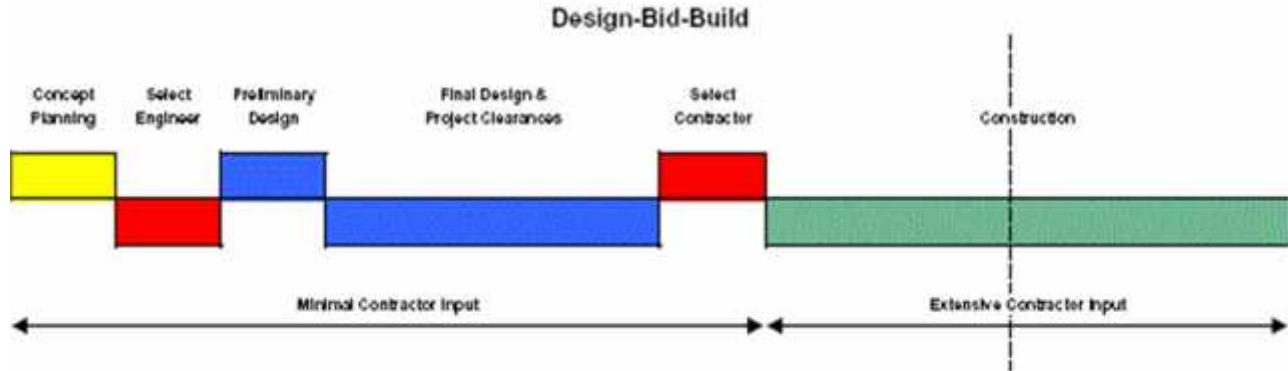 Design-Bid-Build
Concept
Planning
Select
Engineer
Preliminary
Design
Final Design &
Project Clearances
Select
Contractor
Construction
Minimal Contractor Input
Extensive Contractor Input